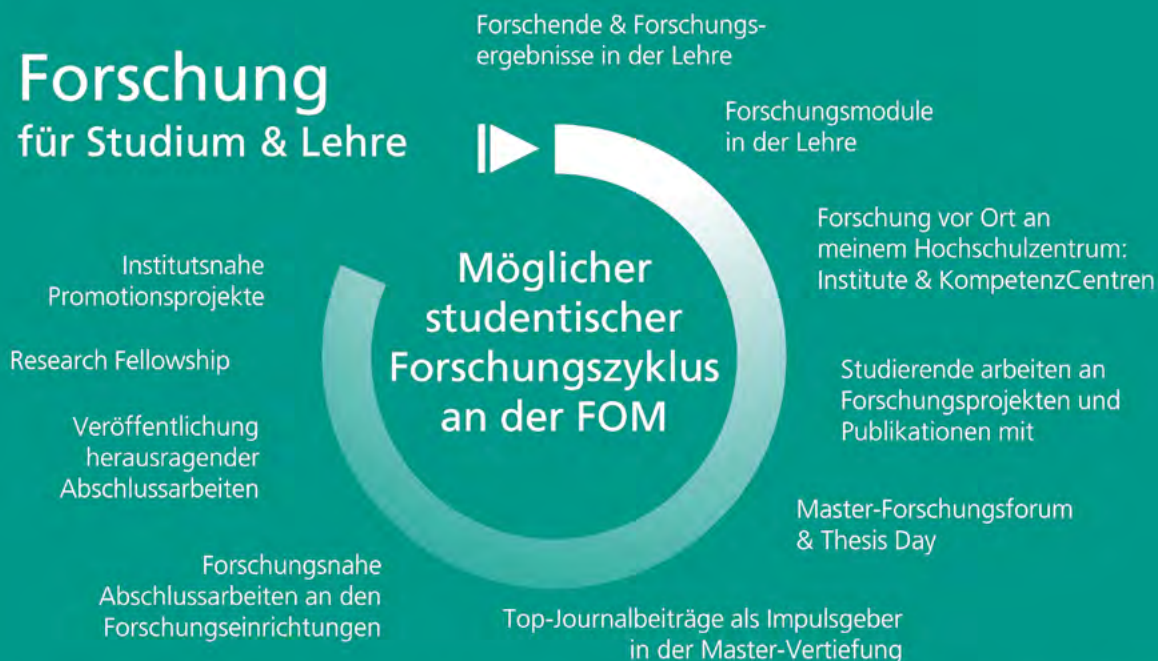 Forschung
für Studium & Lehre
Forschende & Forschungs-
ergebnisse in der Lehre
Forschungsmodule
in der Lehre
Forschung vor Ort an
meinem Hochschulzentrum:
Institute & KompetenzCentren
Studierende arbeiten an
Forschungsprojekten und
Publikationen mit
Master-Forschungsforum
& Thesis Day
Top-Journalbeiträge als Impulsgeber
in der Master-Vertiefung
Forschungsnahe
Abschlussarbeiten an den
Forschungseinrichtungen
Veröffentlichung
herausragender
Abschlussarbeiten
Research Fellowship
Institutsnahe
Promotionsprojekte
Möglicher
studentischer
Forschungszyklus
an der FOM